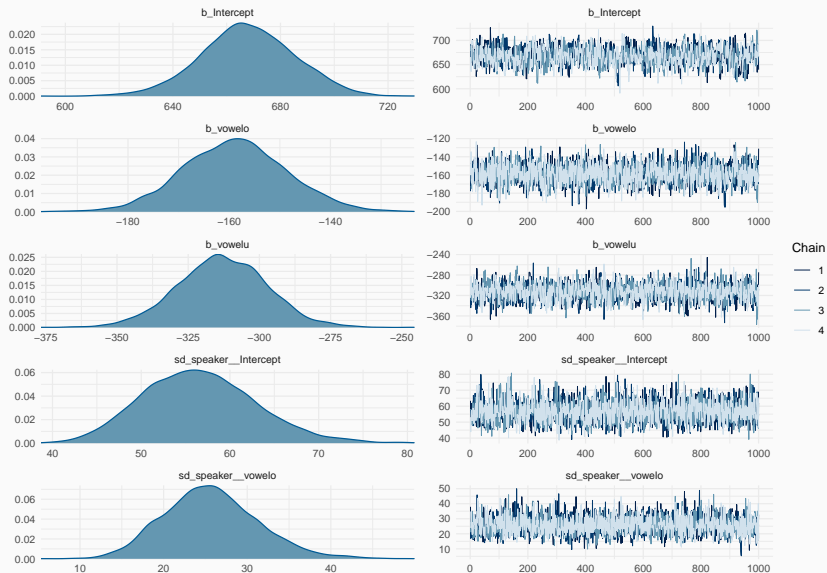 b_Intercept
0.020
0.015
0.010
0.005
0.000
600 640 680 720
b_Intercept
700
650
600
0 200 400 600 800 1000
b_vowelo
0.04
0.03
0.02
0.01
0.00
−180 −160 −140
b_vowelo
−120
−140
−160
−180
−200
0 200 400 600 800 1000
b_vowelu
0.025
0.020
0.015
0.010
0.005
0.000
−375 −350 −325 −300 −275 −250
b_vowelu
−240
−280
−320
−360
0 200 400 600 800 1000
sd_speaker__Intercept
0.06
0.04
0.02
0.00
40 50 60 70 80
sd_speaker__Intercept
80
70
60
50
40
0 200 400 600 800 1000
sd_speaker__vowelo
0.06
0.04
0.02
0.00
10 20 30 40
sd_speaker__vowelo
50
40
30
20
10
0 200 400 600 800 1000
Chain
1
2
3
4